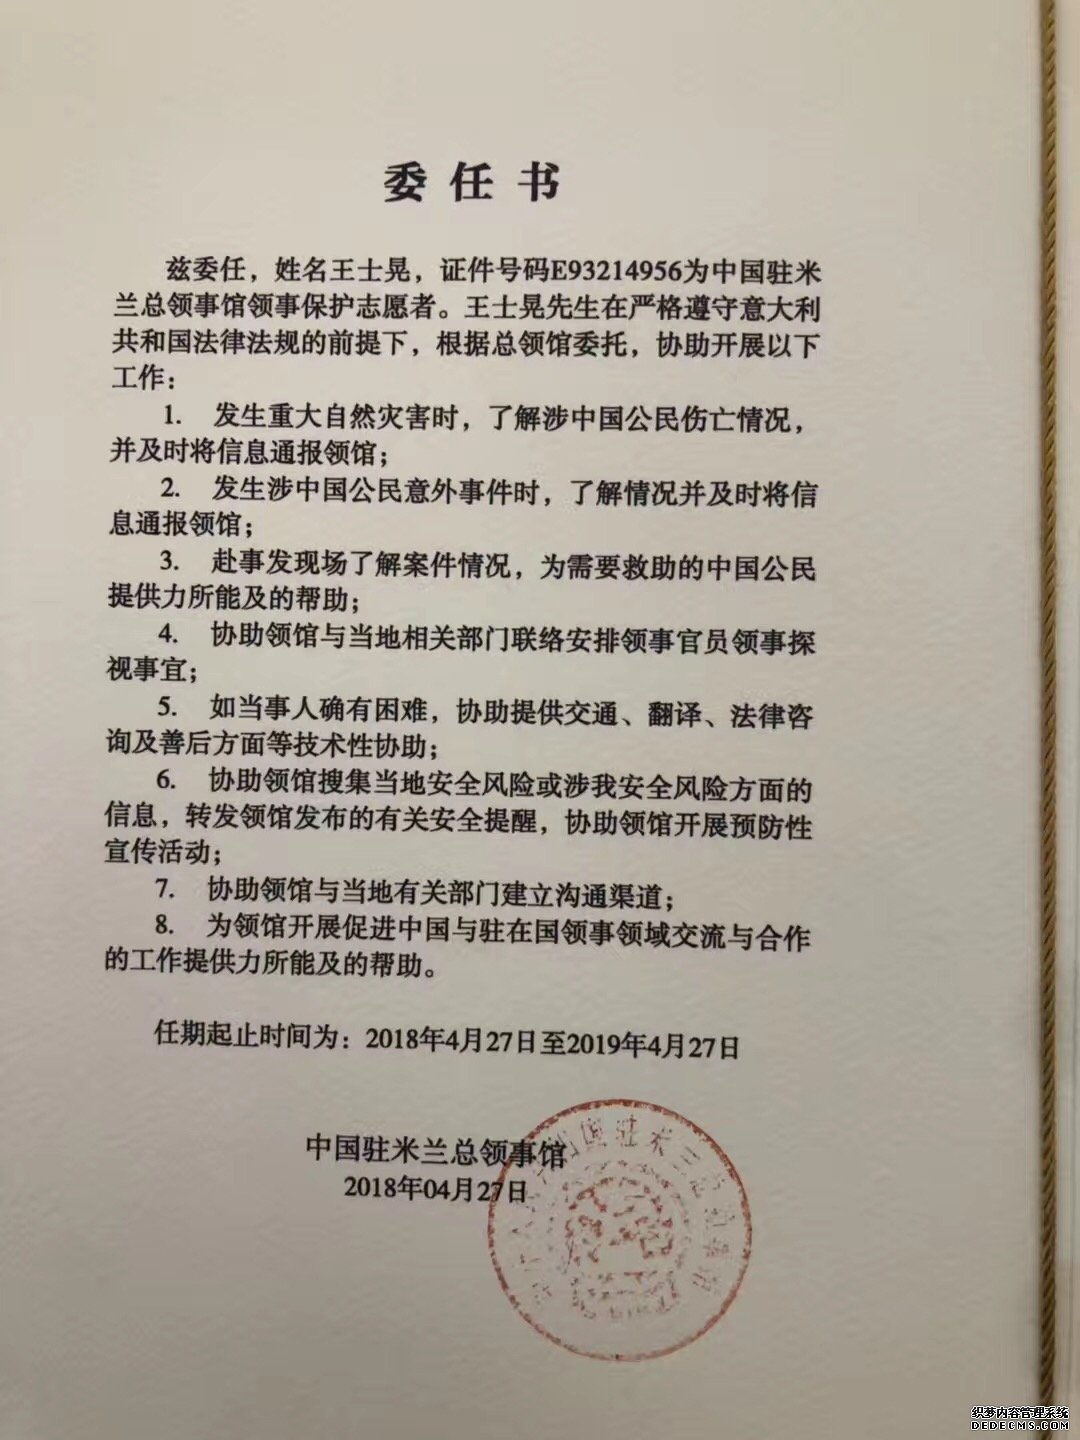 委任书
兹委任，姓名王士晃，证件号码E93214956为中国驻米
兰总领事馆领事保护志愿者。王士晃先生在严格遵守意大利
共和国法律法规的前提下，根据总领馆委托，协助开展以下
工作：
1. 发生重大自然灾害时，了解涉中国公民伤亡情况，
并及时将信息通报领馆；
2. 发生涉中国公民意外事件时，了解情况并及时将信
息通报领馆；
3. 赴事发现场了解案件情况，为需要救助的中国公民
提供力所能及的帮助；
4. 协助领馆与当地相关部门联络安排领事官员领事探
视事宜；
5. 如当事人确有困难，协助提供交通、翻译、法律咨
询及善后方面等技术性协助；
6. 协助领馆搜集当地安全风险或涉我安全风险方面的
信息，转发领馆发布的有关安全提醒，协助领馆开展预防性
宣传活动；
7. 协助领馆与当地有关部门建立沟通渠道；
8. 为领馆开展促进中国与驻在国领事领域交流与合作
的工作提供力所能及的帮助。
任期起止时间为：2018年4月27日至2019年4月27日
中国驻米兰总领事馆
2018年04月27日
国驻米兰总领事馆
织梦内容管理系统
DEDECMS.COM